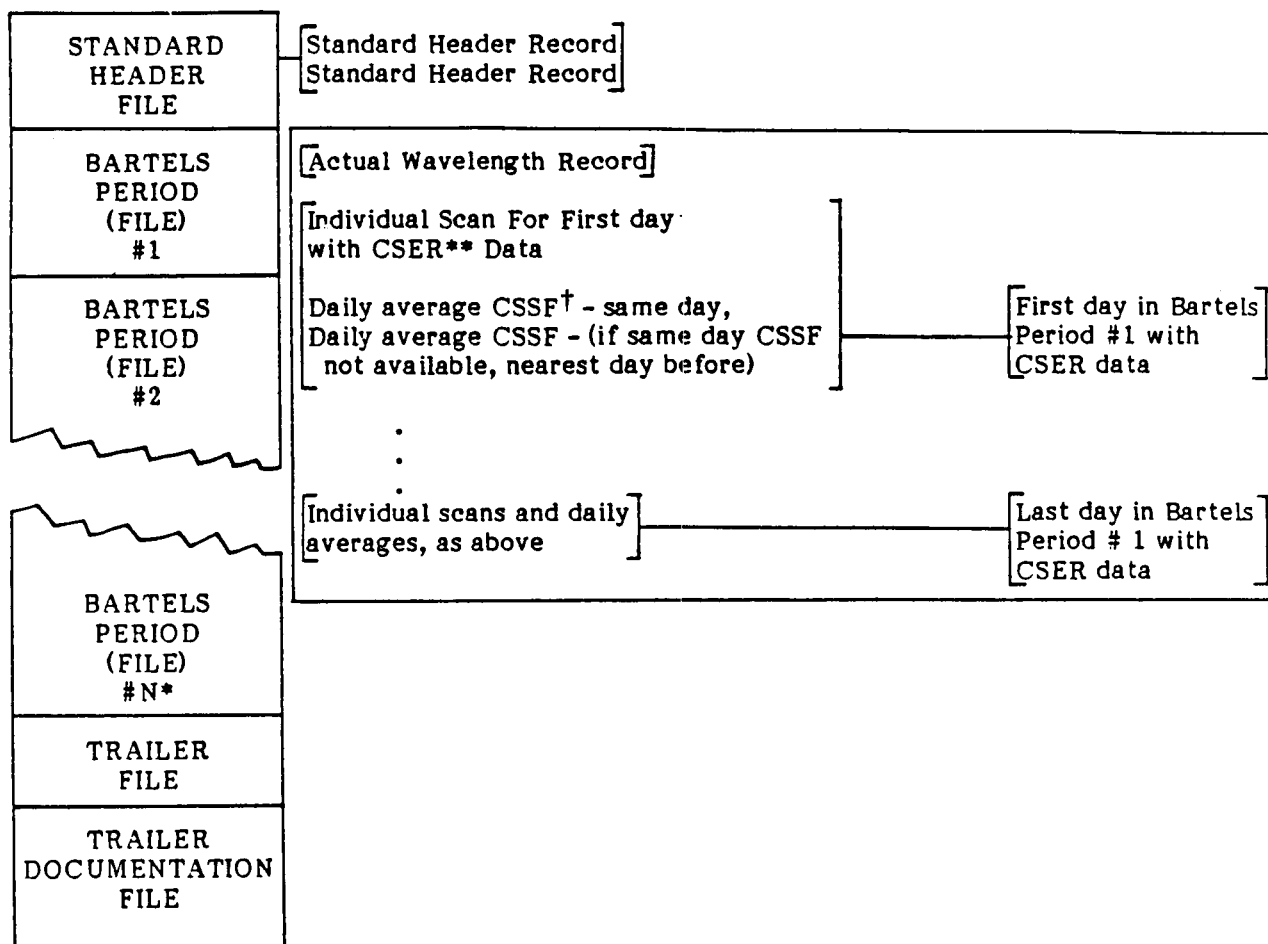 STANDARD
HEADER
FILE
Standard Header Record
Standard Header Record
BARTELS
PERIOD
(FILE)
#1
BARTELS
PERIOD
(FILE)
#2
BARTELS
PERIOD
(FILE)
#N*
TRAILER
FILE
TRAILER
DOCUMENTATION
FILE
[Actual Wavelength Record]
Individual Scan For First day
with CSER** Data
Daily average CSSF† - same day,
Daily average CSSF - (if same day CSSF
not available, nearest day before)
First day in Bartels
Period #1 with
CSER data
.
.
.
Individual scans and daily
averages, as above
Last day in Bartels
Period # 1 with
CSER data